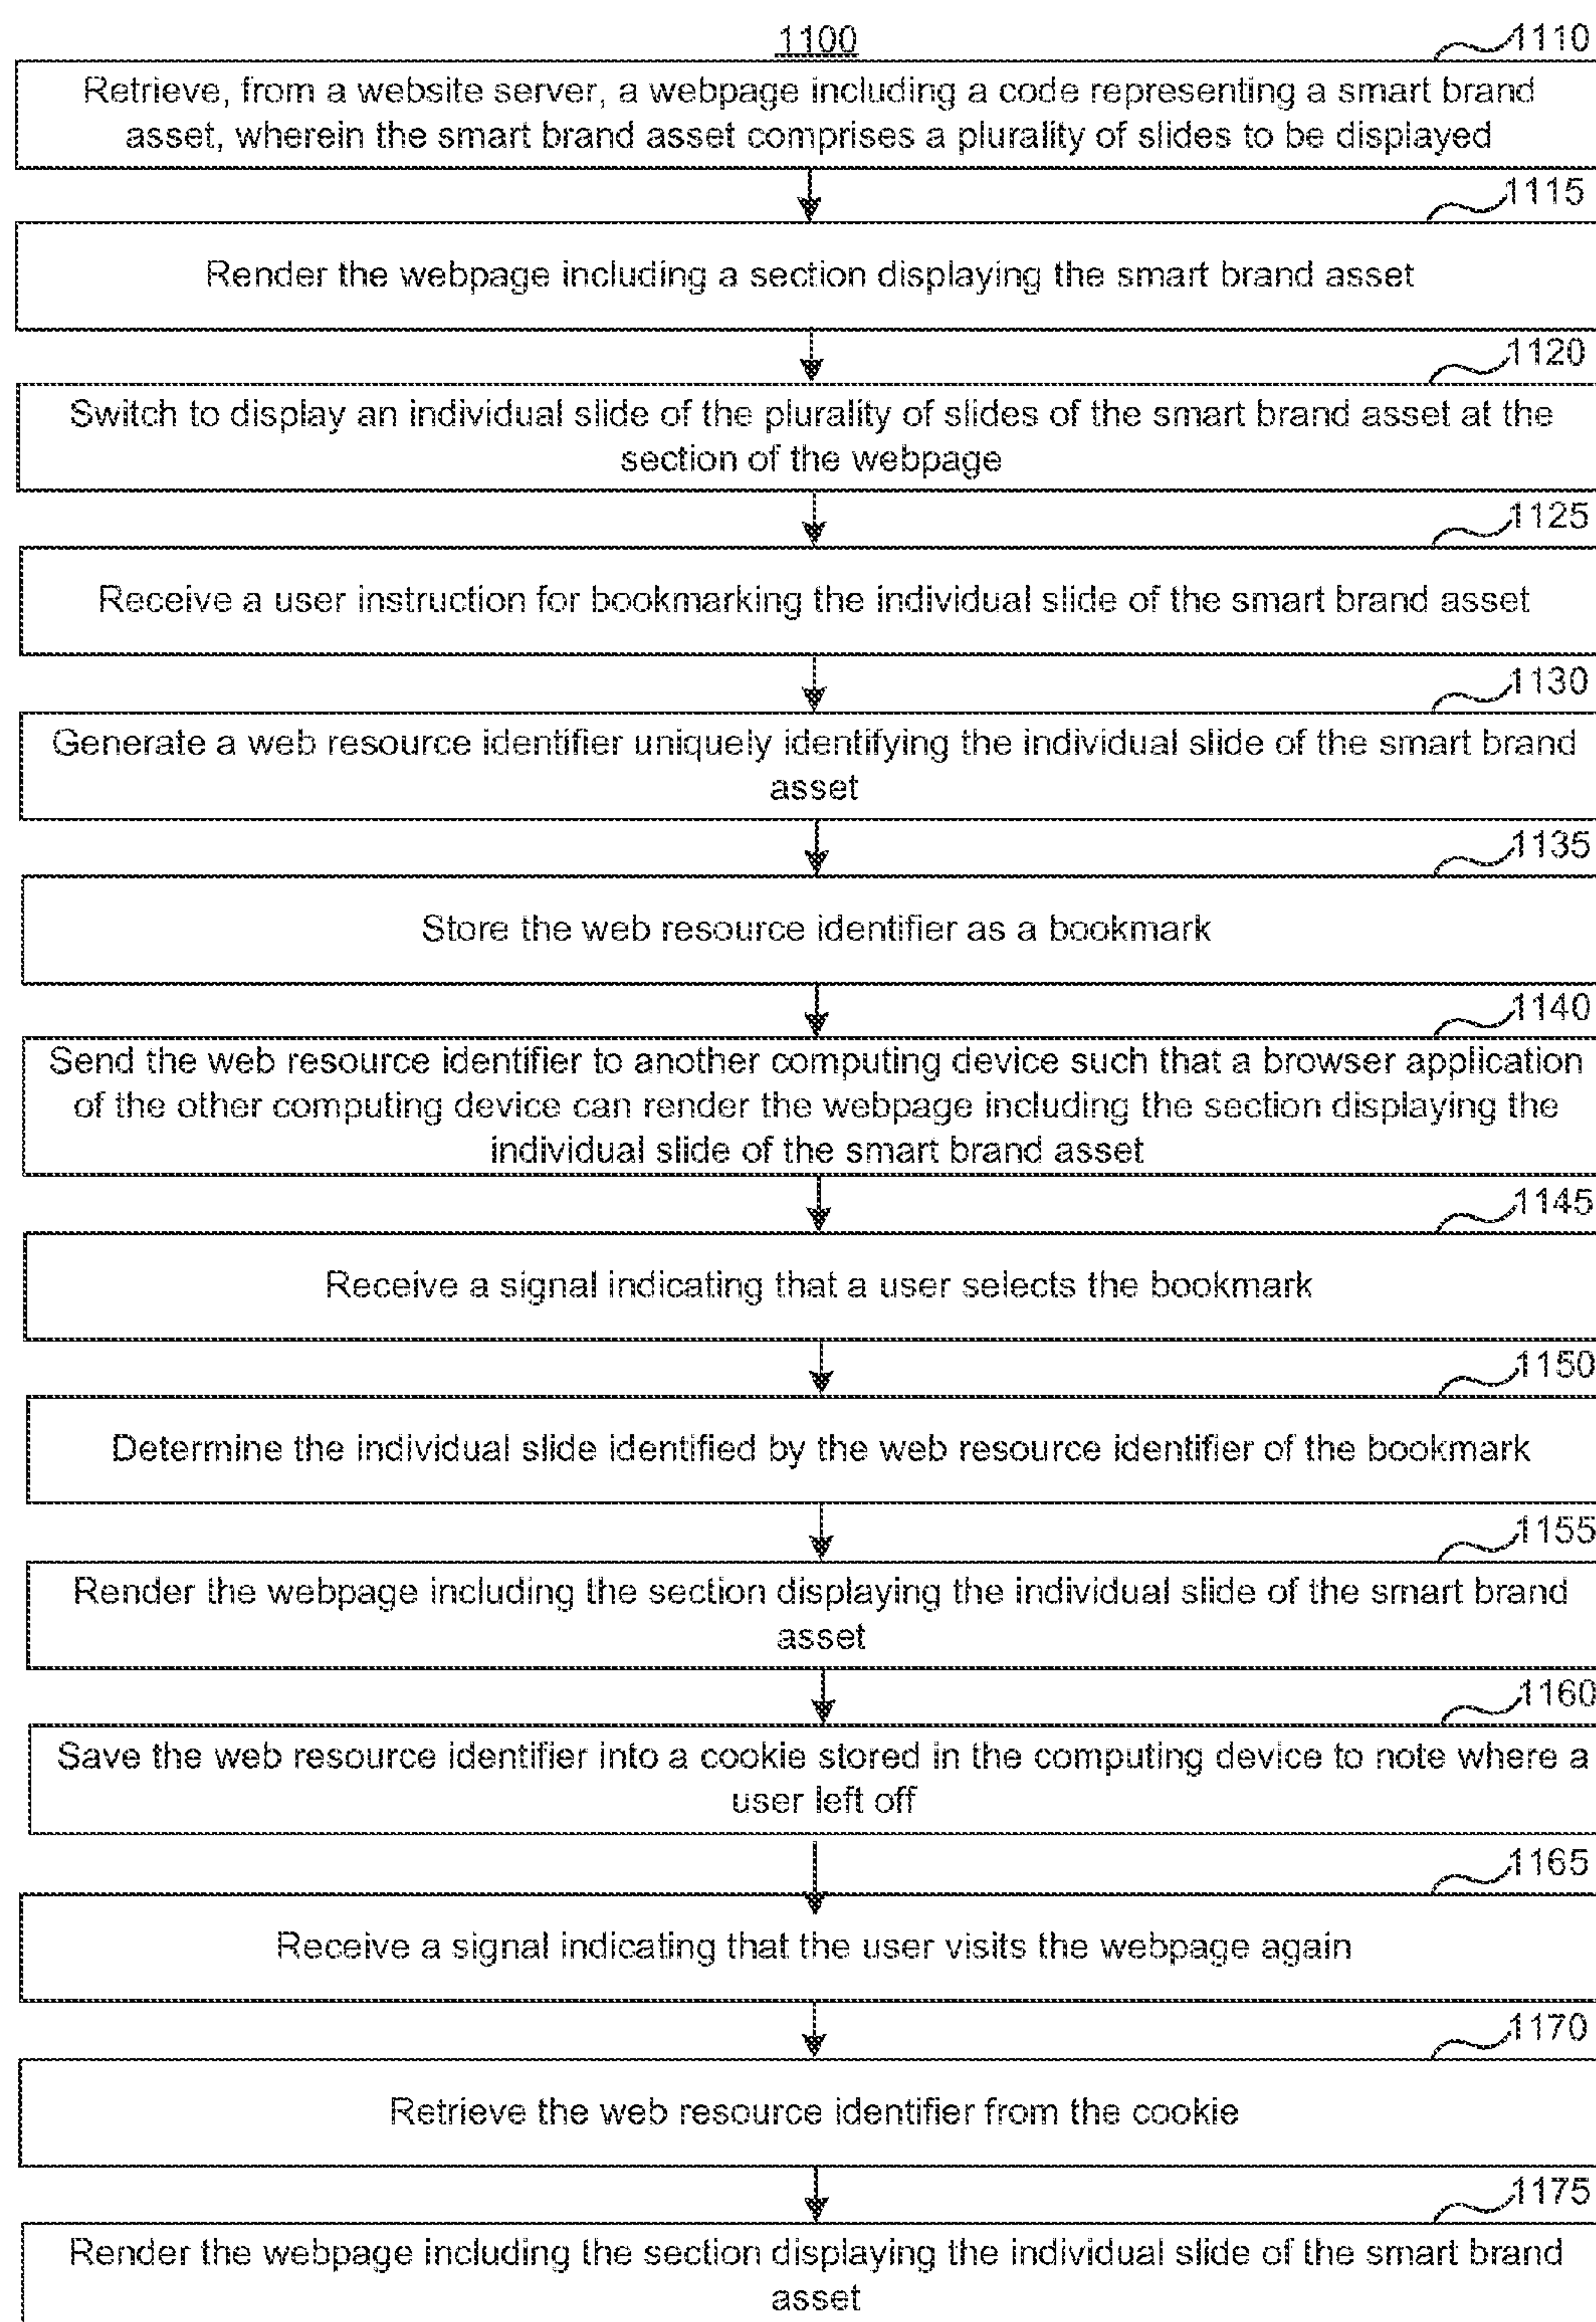 1100
1110
Retrieve, from a website server, a webpage including a code representing a smart brand
asset, wherein the smart brand asset comprises a plurality of slides to be displayed
1115
Render the webpage including a section displaying the smart brand asset
1120
Switch to display an individual slide of the plurality of slides of the smart brand asset at the
section of the webpage
1125
Receive a user instruction for bookmarking the individual slide of the smart brand asset
1130
Generate a web resource identifier uniquely identifying the individual slide of the smart brand
asset
1135
Store the web resource identifier as a bookmark
1140
Send the web resource identifier to another computing device such that a browser application
of the other computing device can render the webpage including the section displaying the
individual slide of the smart brand asset
1145
Receive a signal indicating that a user selects the bookmark
1150
Determine the individual slide identified by the web resource identifier of the bookmark
1155
Render the webpage including the section displaying the individual slide of the smart brand
asset
1160
Save the web resource identifier into a cookie stored in the computing device to note where a
user left off
1165
Receive a signal indicating that the user visits the webpage again
1170
Retrieve the web resource identifier from the cookie
1175
Render the webpage including the section displaying the individual slide of the smart brand
asset